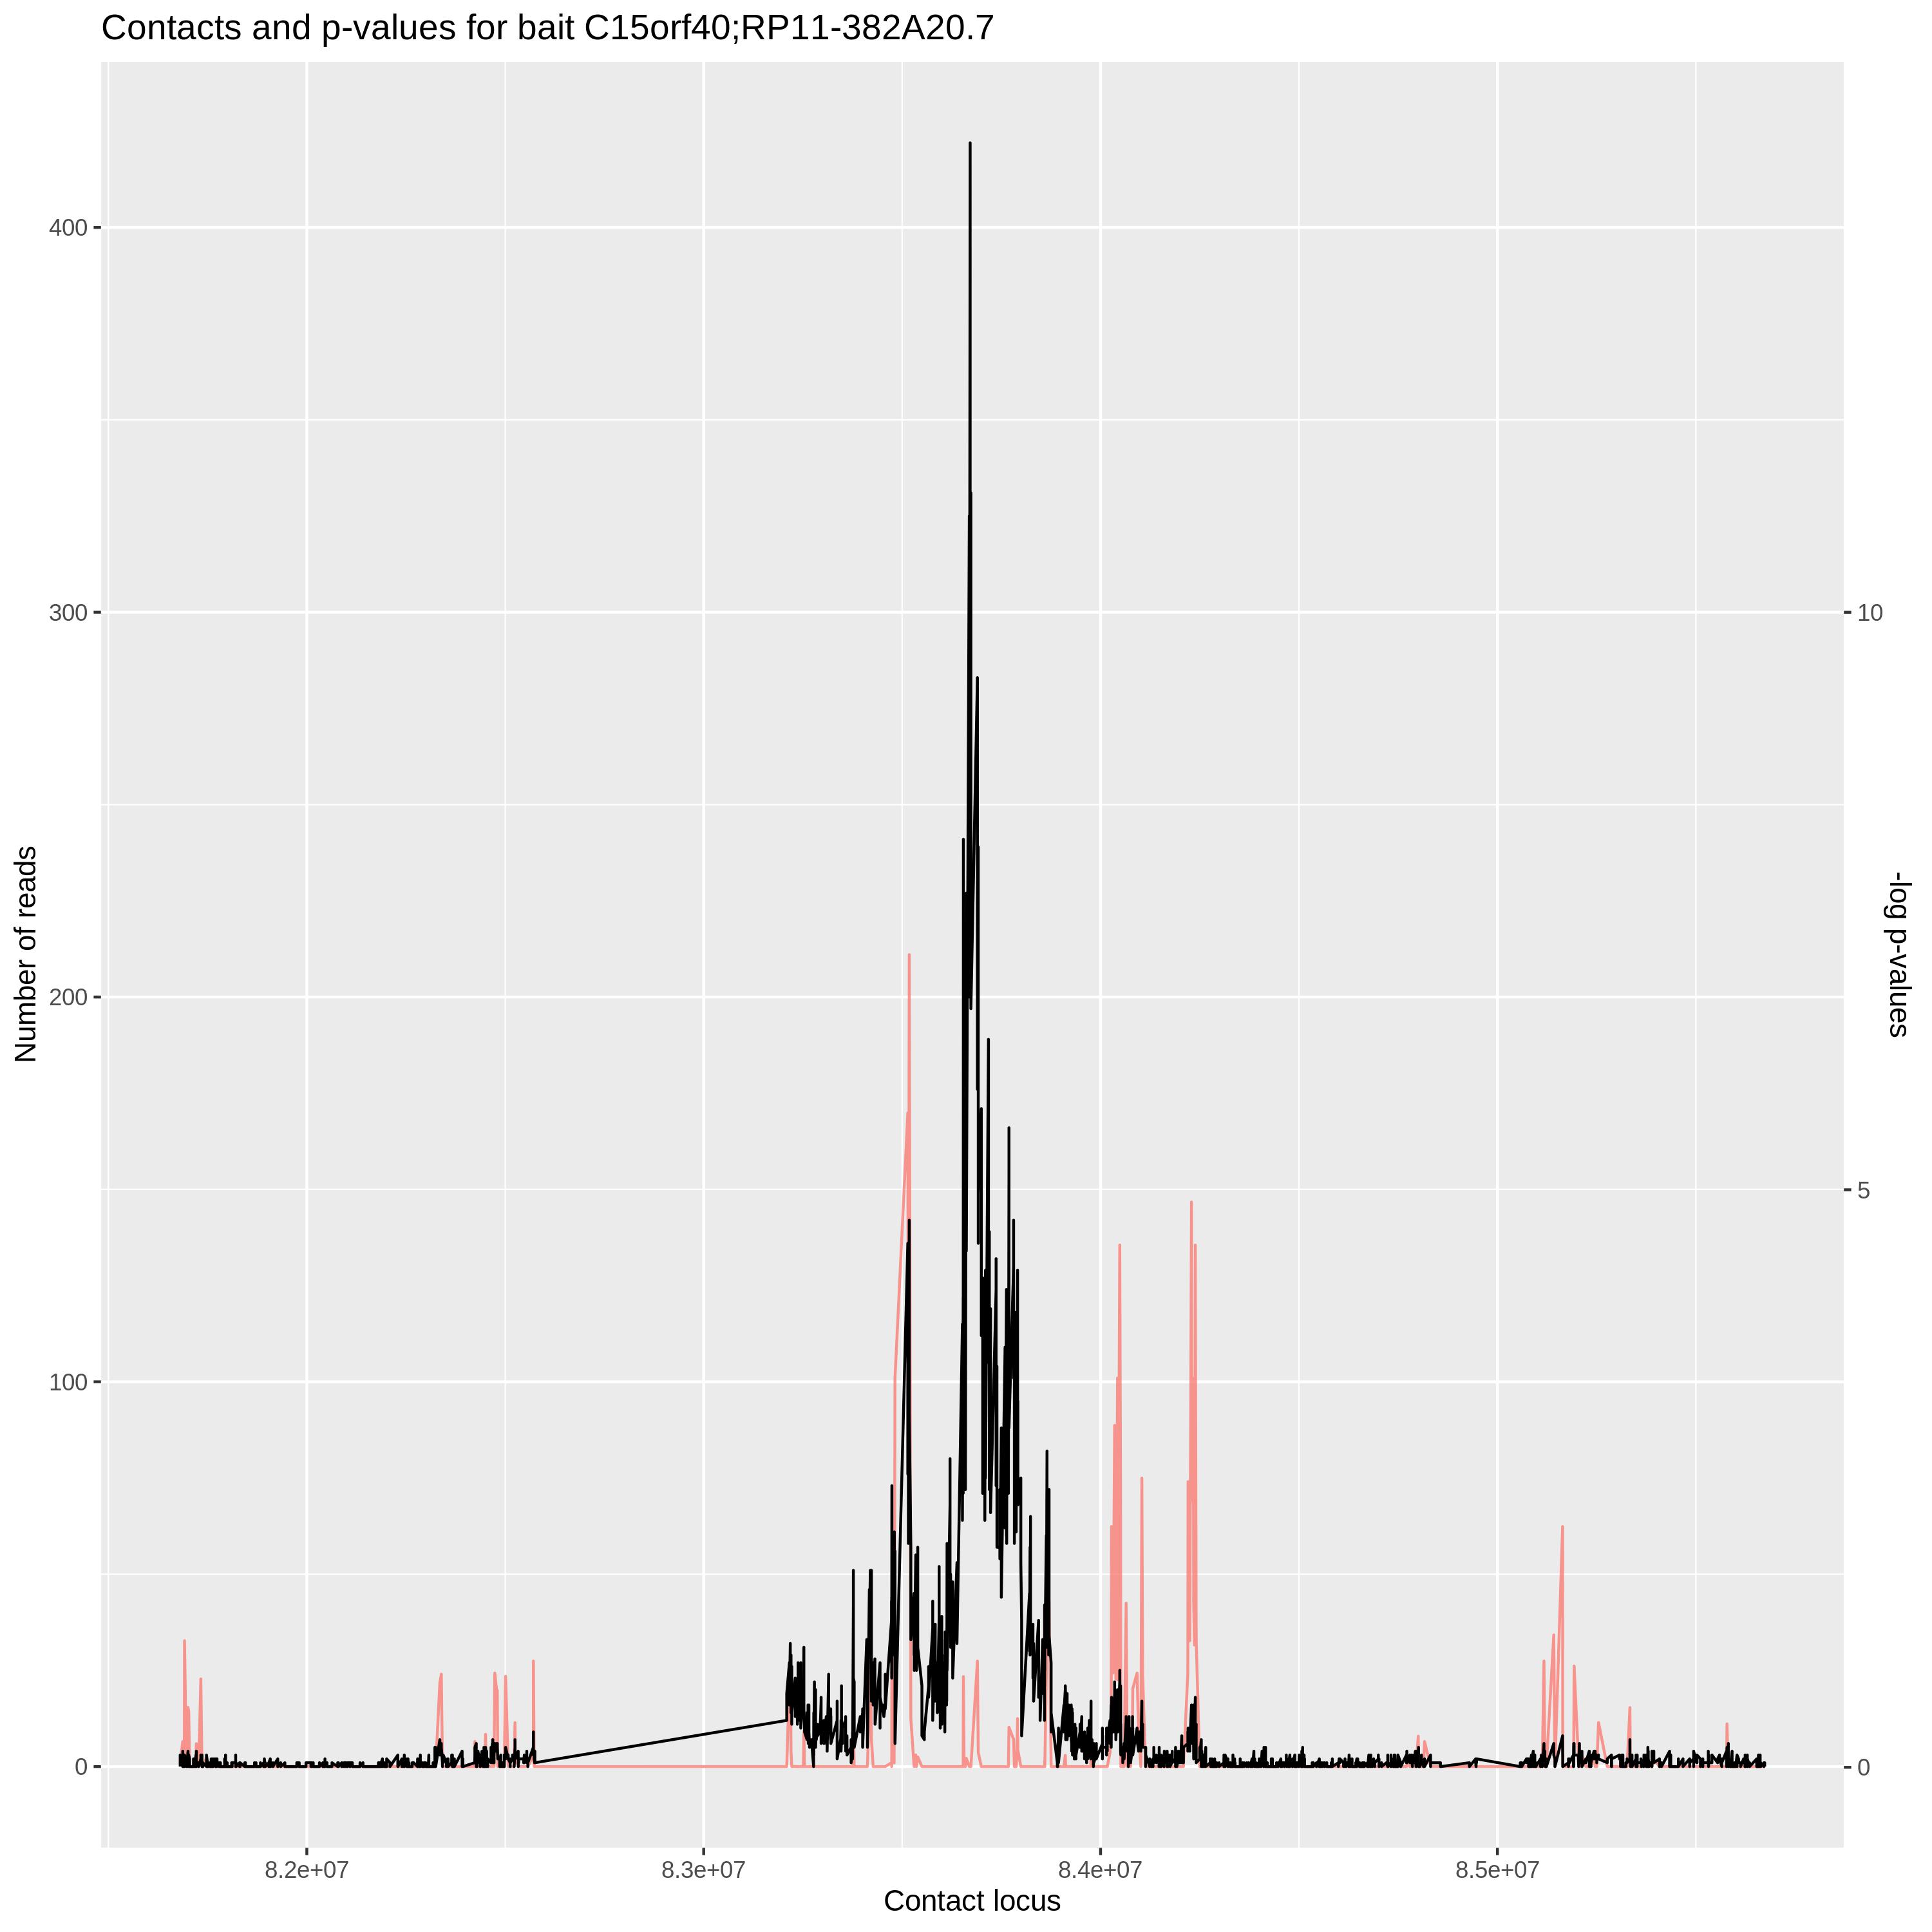 Contacts and p-values for bait C15orf40;RP11-382A20.7
400
300
200
100
0
10
5
0
Number of reads
-log p-values
8.2e+07
8.3e+07
8.4e+07
8.5e+07
Contact locus